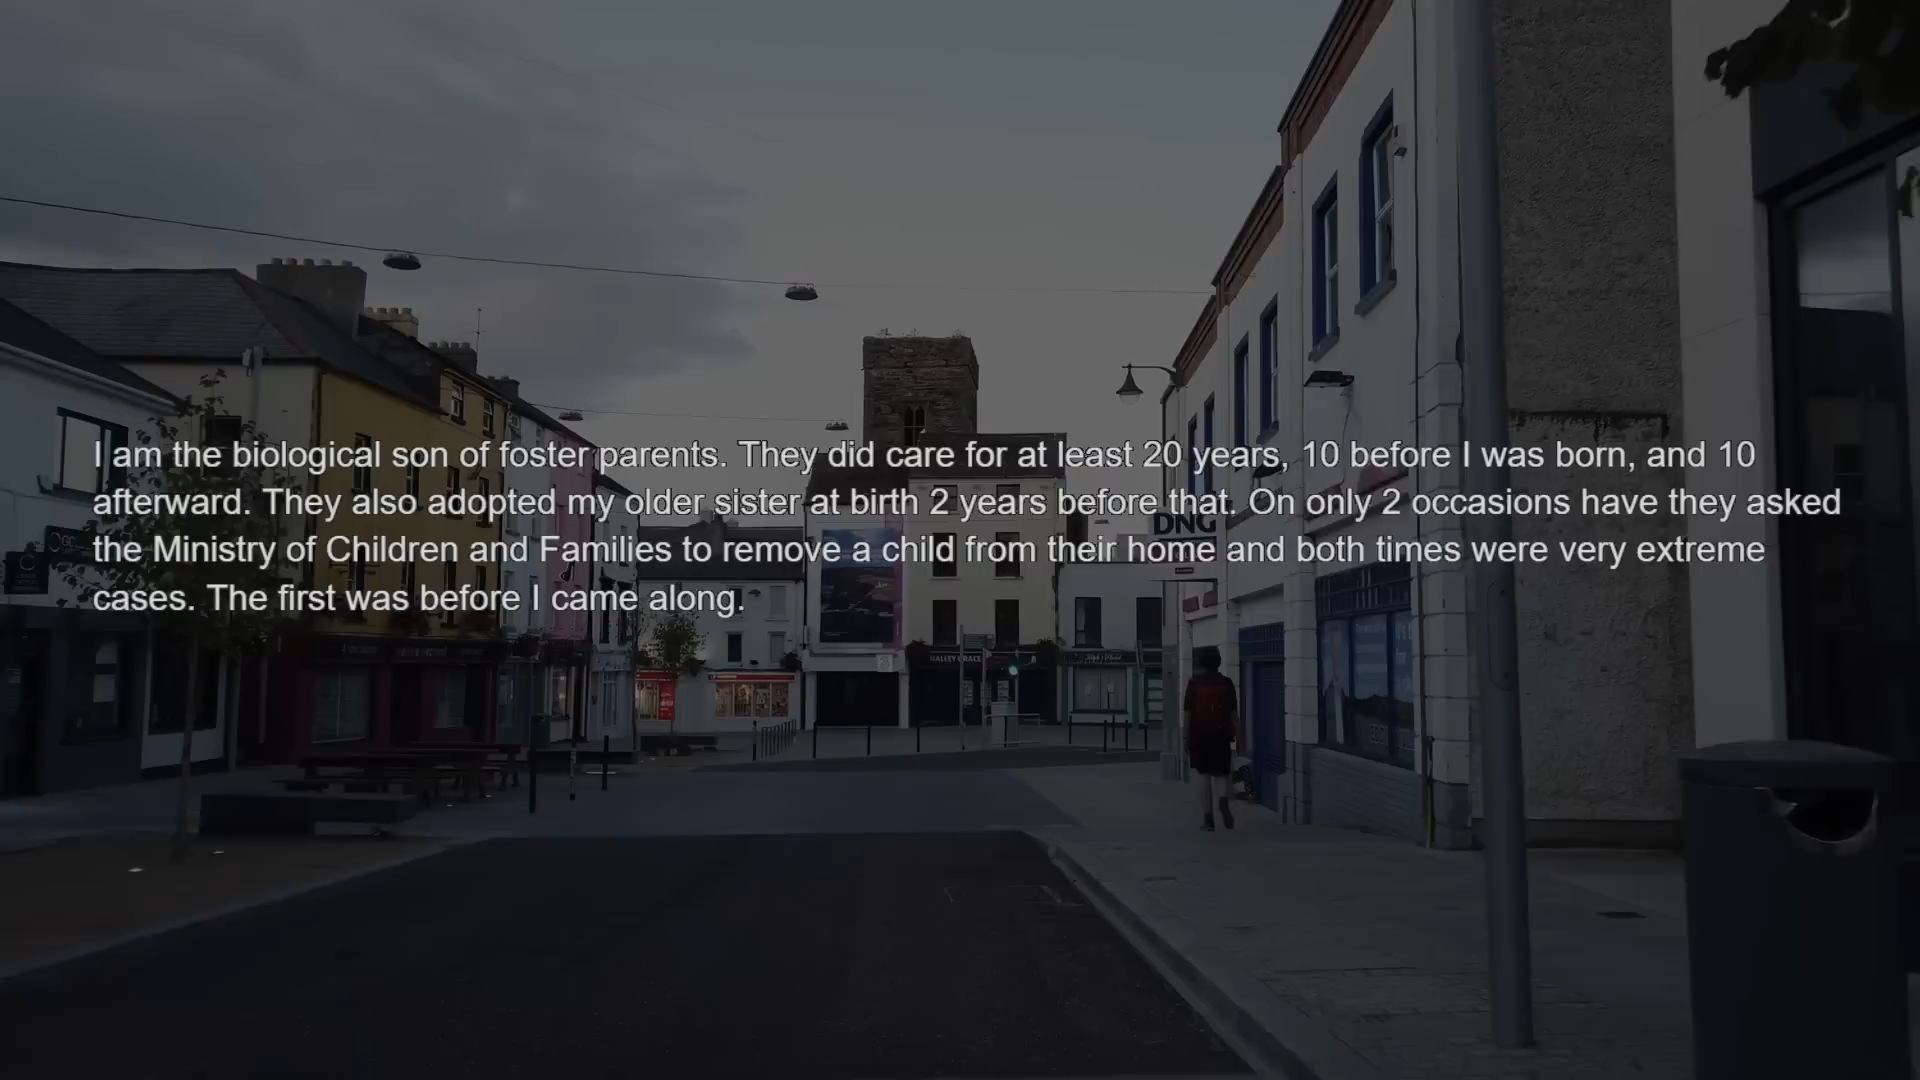 I am the biological son of foster parents. They did care for at least 20 years, 10 before I was born, and 10
afterward. They also adopted my older sister at birth 2 years before that. On only 2 occasions have they asked
the Ministry of Children and Families to remove a child from their home and both times were very extreme
cases. The first was before I came along.
DNG
HALLEY GRACE